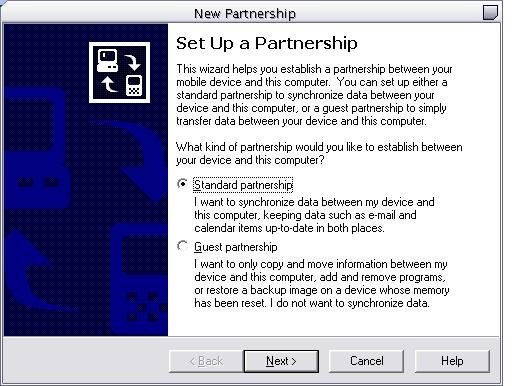 New Partnership
Set Up a Partnership
This wizard helps you establish a partnership between your
mobile device and this computer. You can set up either a
standard partnership to synchronize data between your
device and this computer, or a guest partnership to simply
transfer data between your device and this computer.
What kind of partnership would you like to establish between
your device and this computer?
Standard partnership
I want to synchronize data between my device and
this computer, keeping data such as e-mail and
calendar items up-to-date in both places.
Guest partnership
I want to only copy and move information between my
device and this computer, add and remove programs,
or restore a backup image on a device whose memory
has been reset. I do not want to synchronize data.
< Back
Next >
Cancel
Help